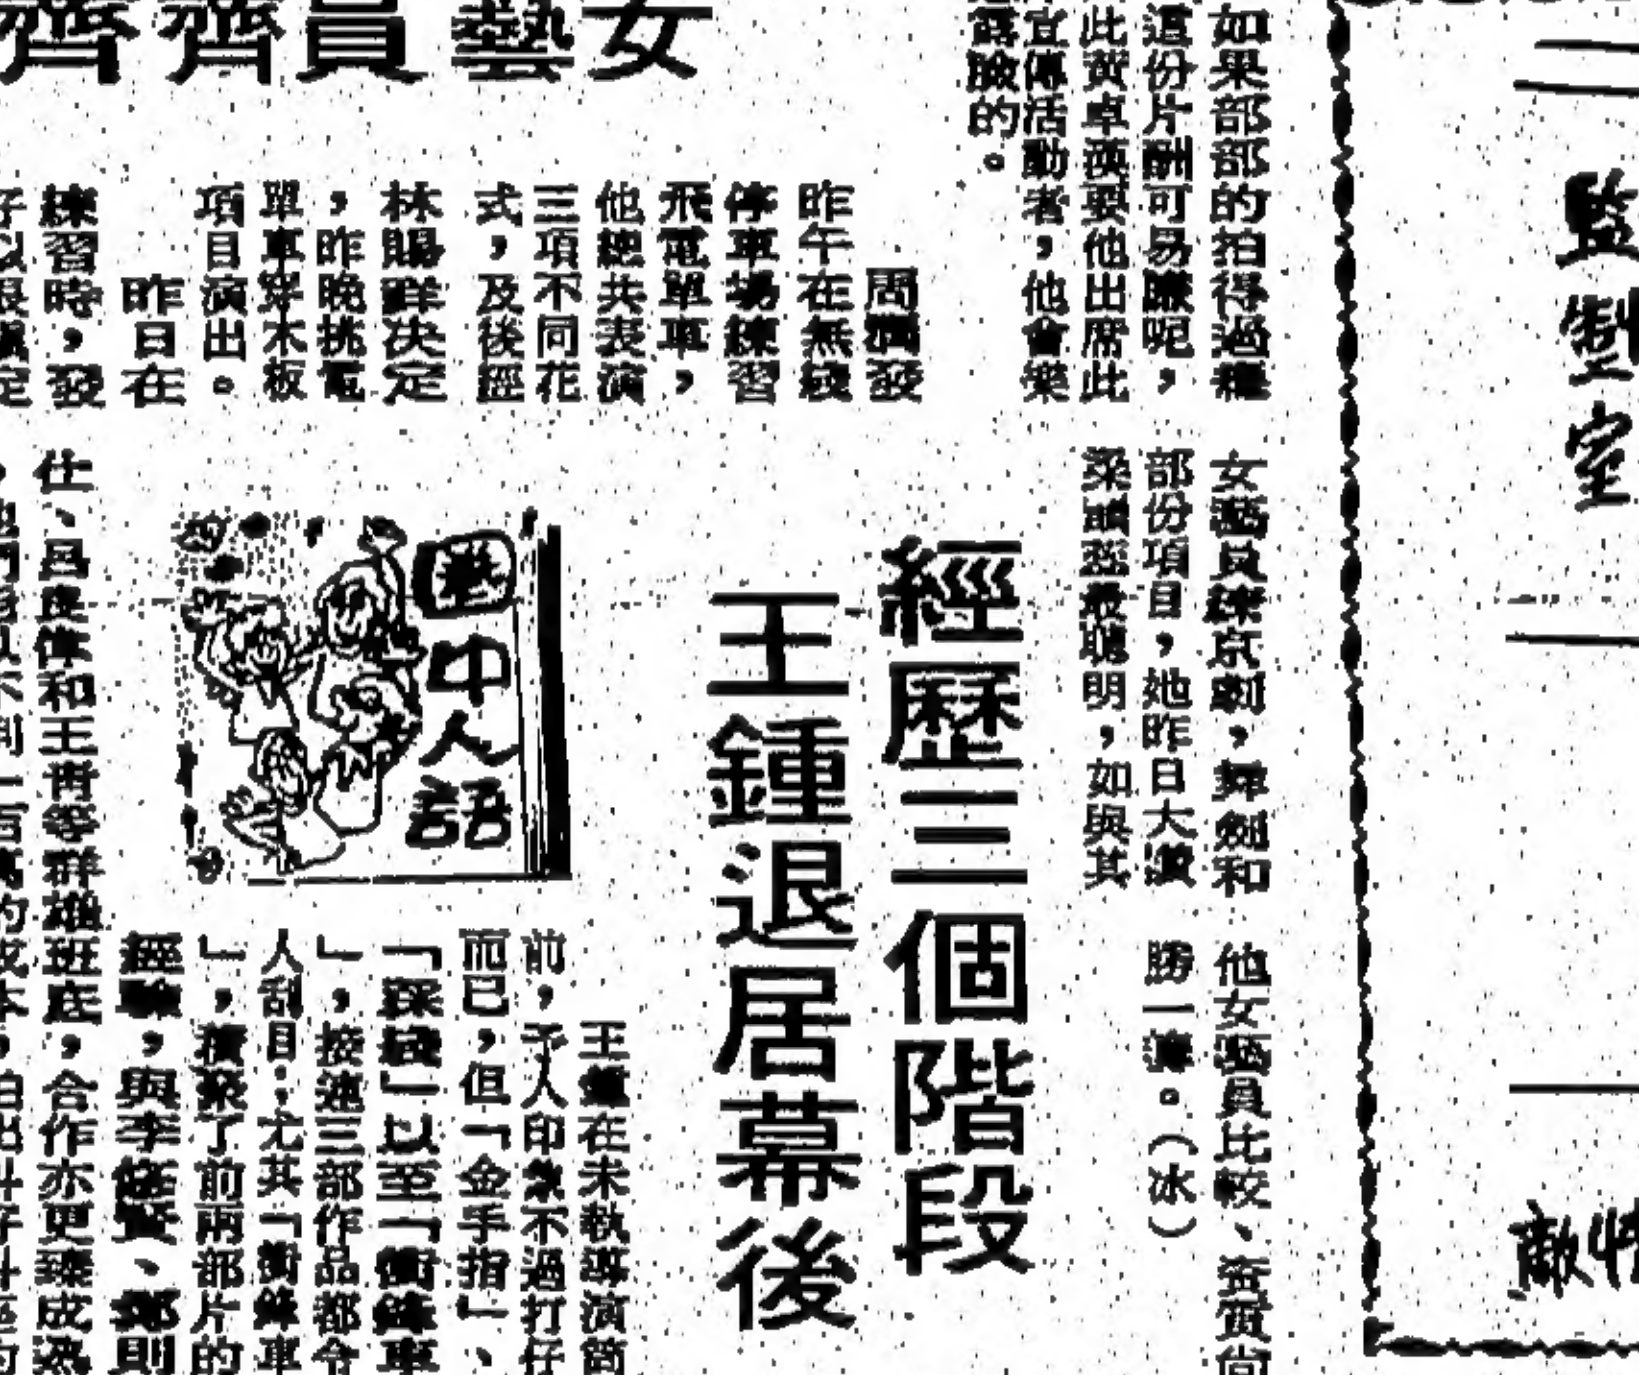 監製
室
敵情
如果部部的拍得過癮
這份片酬可易賺呢，
此黃卓漢要他出席此
宣傳活動者，他會樂
露臉的。
女藝員齊齊
周潤發
昨午在無綫
停車場練習
飛電單車，
他總共表演
三項不同花
式，及後經
林賜祥決定
，昨晚挑電
單車穿木板
項目演出。
昨日在
練習時，發
女藝員練京劇，舞劍和
部份項目，她昨日大讚
最聰明，如與其
他女藝員比較、
勝一籌。（冰）
經歷三個階段
王鍾退居幕後
圈中人語
王鍾在未執導演筒
前，予人印象不過打仔
而已，但「金手指」、
「踩綫」以至「衝鋒車
」，接連三部作品都令
人刮目；尤其「衝鋒車
」，積聚了前兩部片的
經驗，與李修賢、鄭則
仕、呂良偉和王青等群雄班底，合作亦更臻成熟